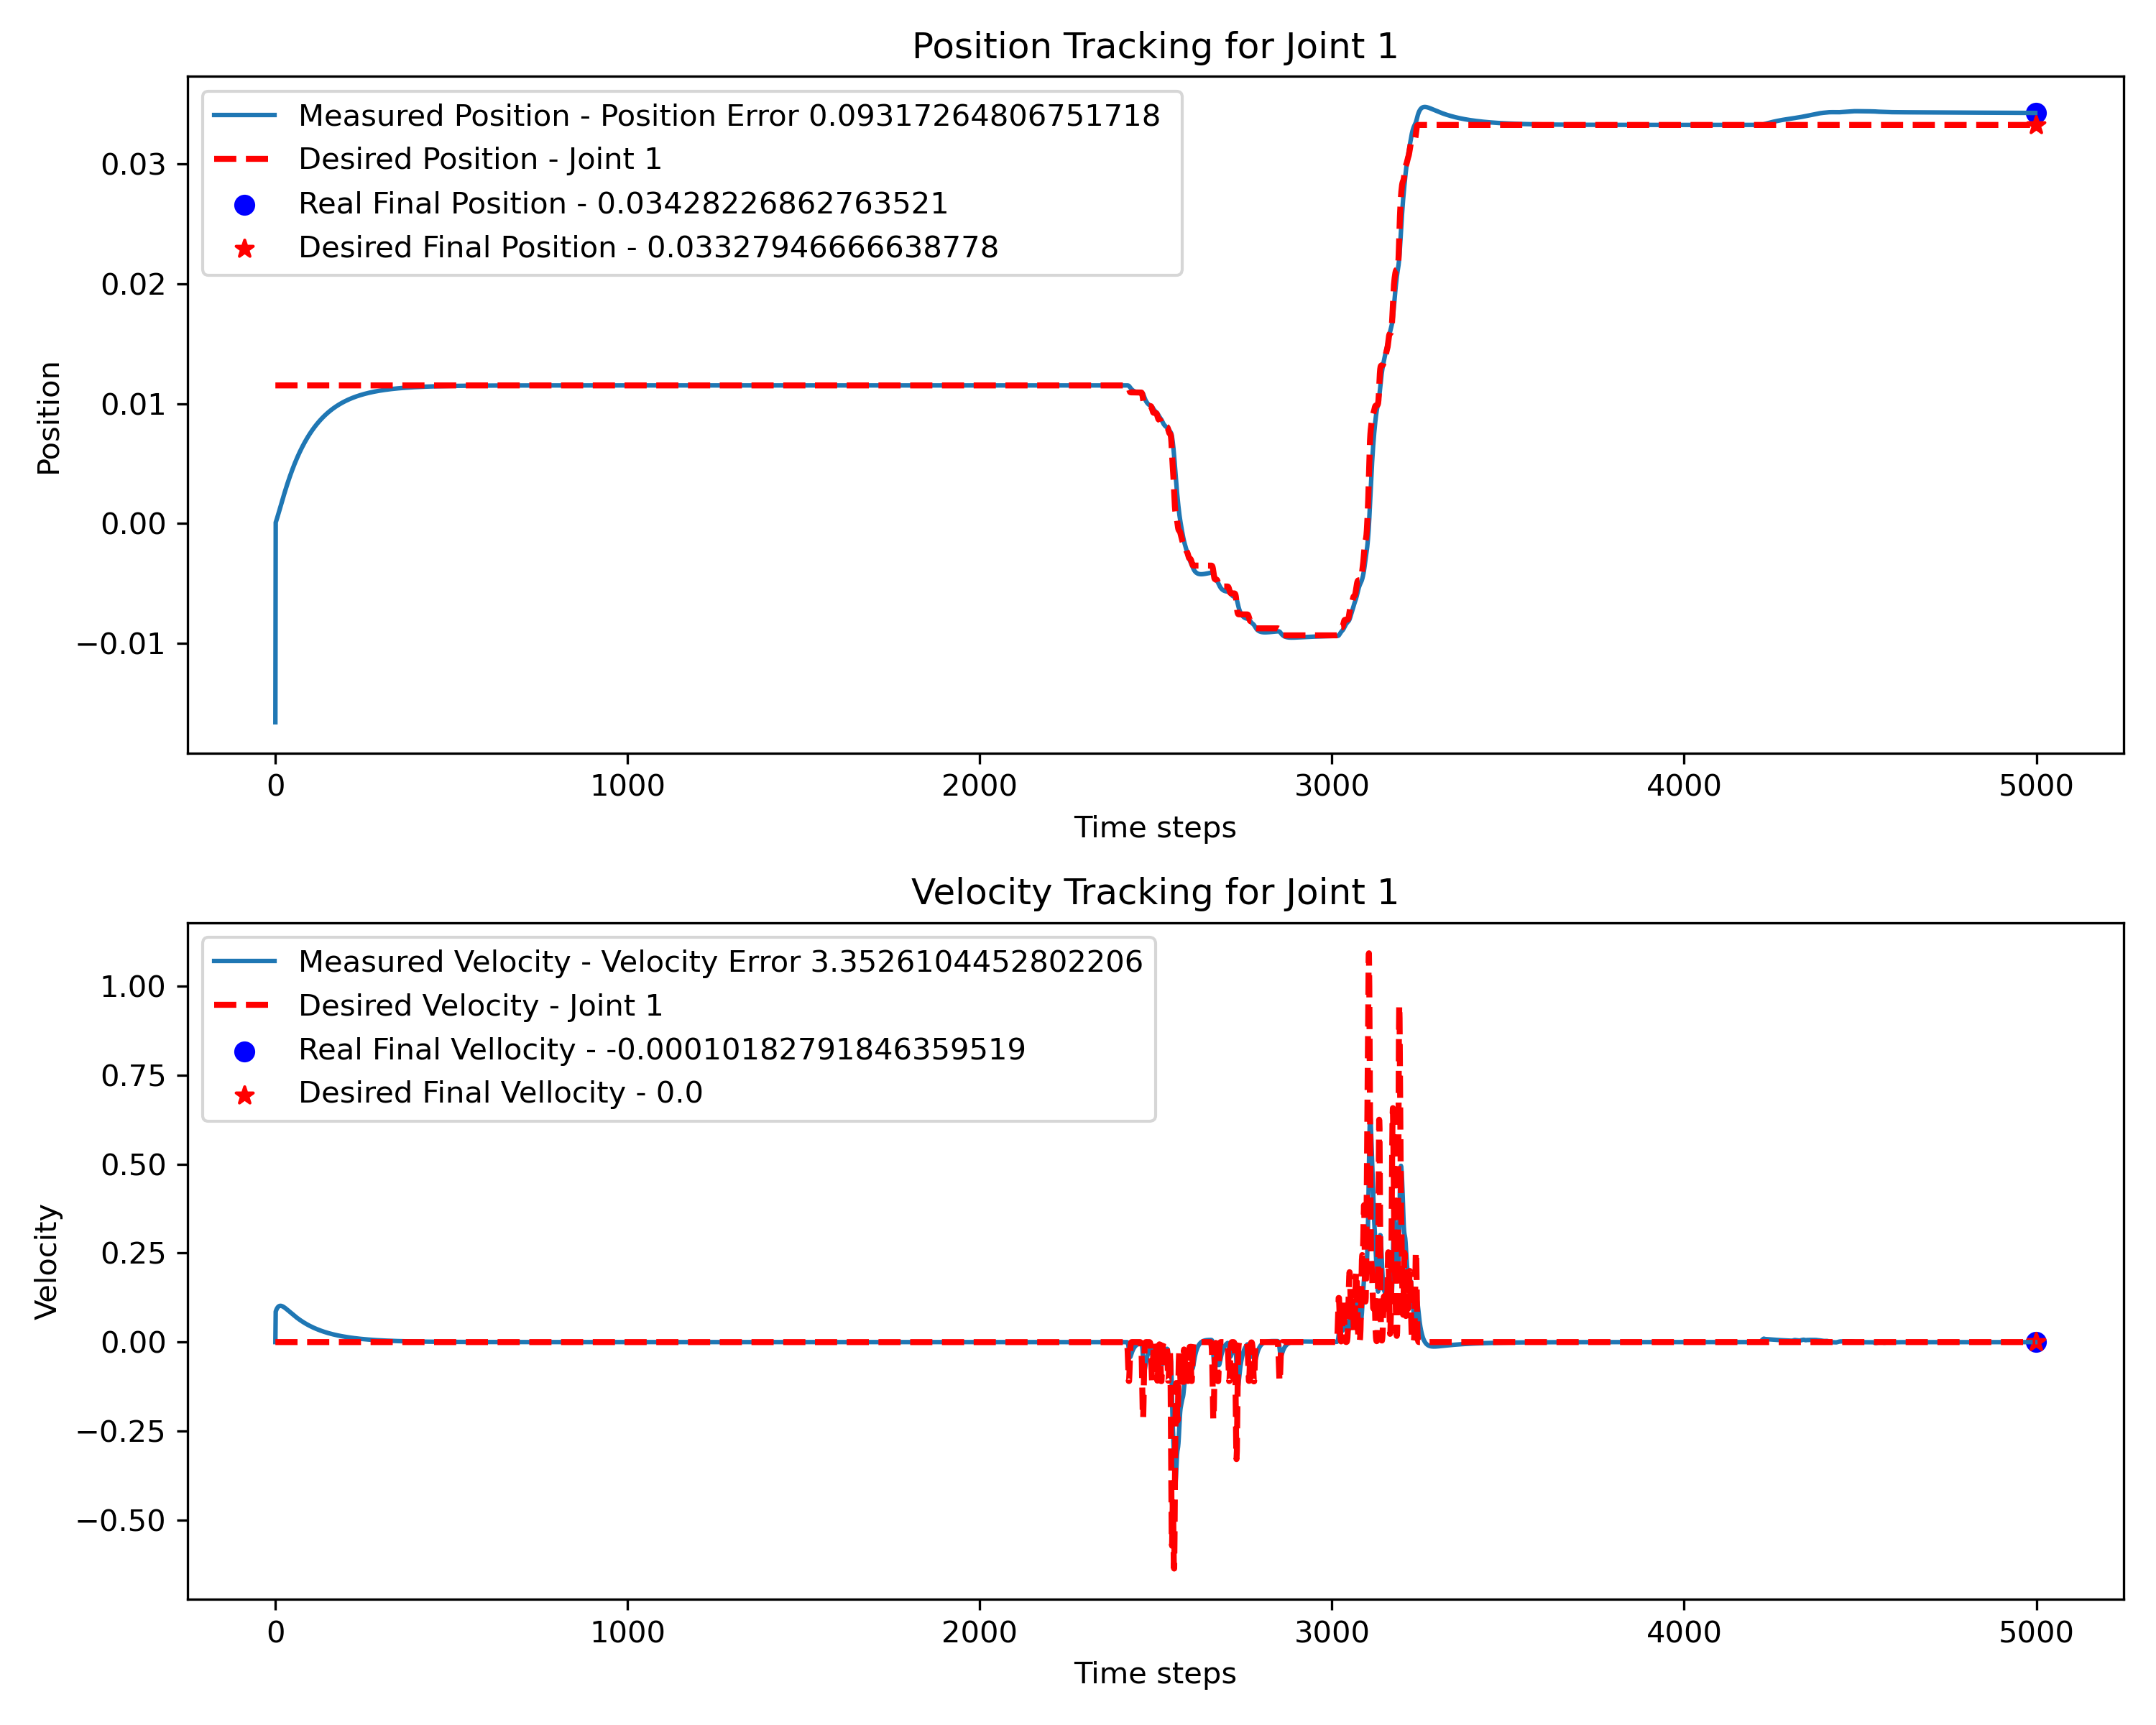 Position Tracking for Joint 1
Measured Position - Position Error 0.09317264806751718
Desired Position - Joint 1
Real Final Position - 0.03428226862763521
Desired Final Position - 0.03327946666638778
0.03
0.02
0.01
0.00
−0.01
Position
0 1000 2000 3000 4000 5000
Time steps
Velocity Tracking for Joint 1
Measured Velocity - Velocity Error 3.3526104452802206
Desired Velocity - Joint 1
Real Final Vellocity - -0.00010182791846359519
Desired Final Vellocity - 0.0
1.00
0.75
0.50
0.25
0.00
−0.25
−0.50
Velocity
0 1000 2000 3000 4000 5000
Time steps